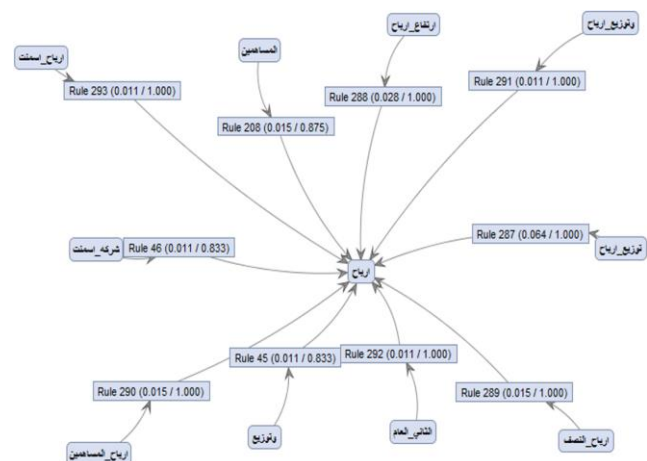 ارتفاع_ارباح
وتوزيع_ارباح
المساهمين
ارباح_اسمنت
Rule 293 (0.011 / 1.000)
Rule 288 (0.028 / 1.000)
Rule 291 (0.011 / 1.000)
Rule 208 (0.015 / 0.875)
شركه_اسمنت
Rule 46 (0.011 / 0.833)
Rule 287 (0.064 / 1.000)
توزيع_ارباح
ارباح
Rule 45 (0.011 / 0.833)
Rule 292 (0.011 / 1.000)
Rule 290 (0.015 / 1.000)
Rule 289 (0.015 / 1.000)
ارباح_المساهمين
وتوزيع
الثاني_العام
ارباح_النصف